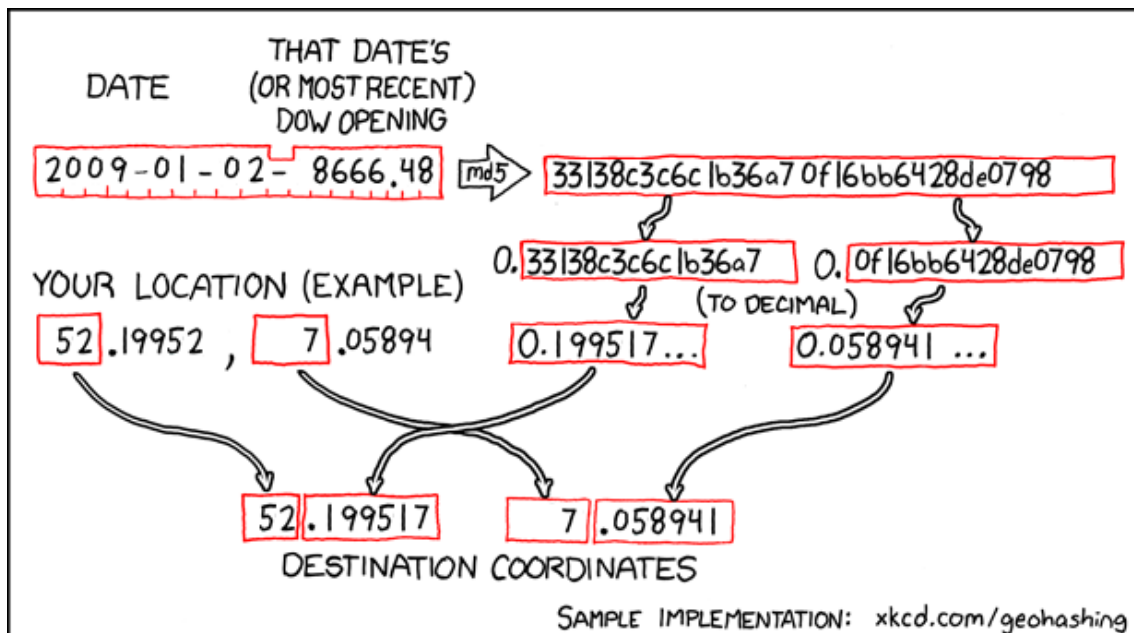 DATE
THAT DATE'S
(OR MOST RECENT)
DOW OPENING
2009-01-02- 8666.48
md5
33138c3c6c1b36a70f16bb6428de0798
0.33138c3c6c1b36a7
0.0f16bb6428de0798
YOUR LOCATION (EXAMPLE)
(TO DECIMAL)
52.19952, 7.05894
0.199517...
0.058941 ...
52.199517
7.058941
DESTINATION COORDINATES
SAMPLE IMPLEMENTATION: xkcd.com/geohashing